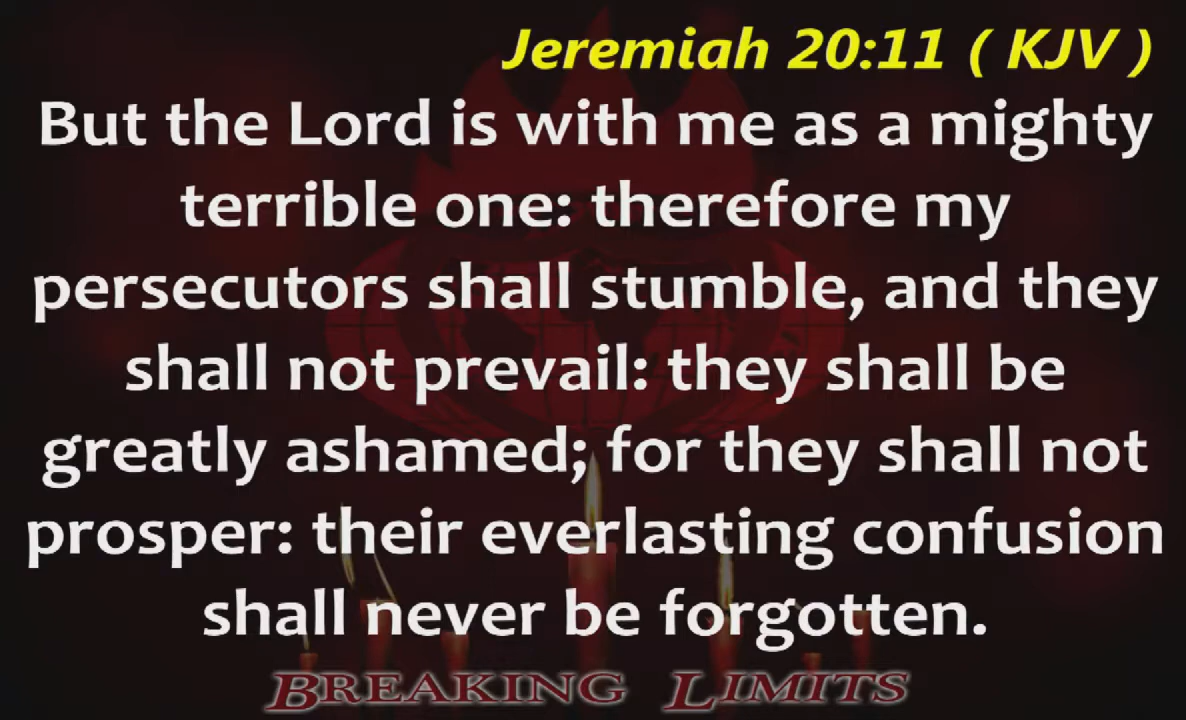 Jeremiah 20:11 ( KJV )
But the Lord is with me as a mighty
terrible one: therefore my
persecutors shall stumble, and they
shall not prevail: they shall be
greatly ashamed; for they shall not
prosper: their everlasting confusion
shall never be forgotten.
BREAKING LIMITS